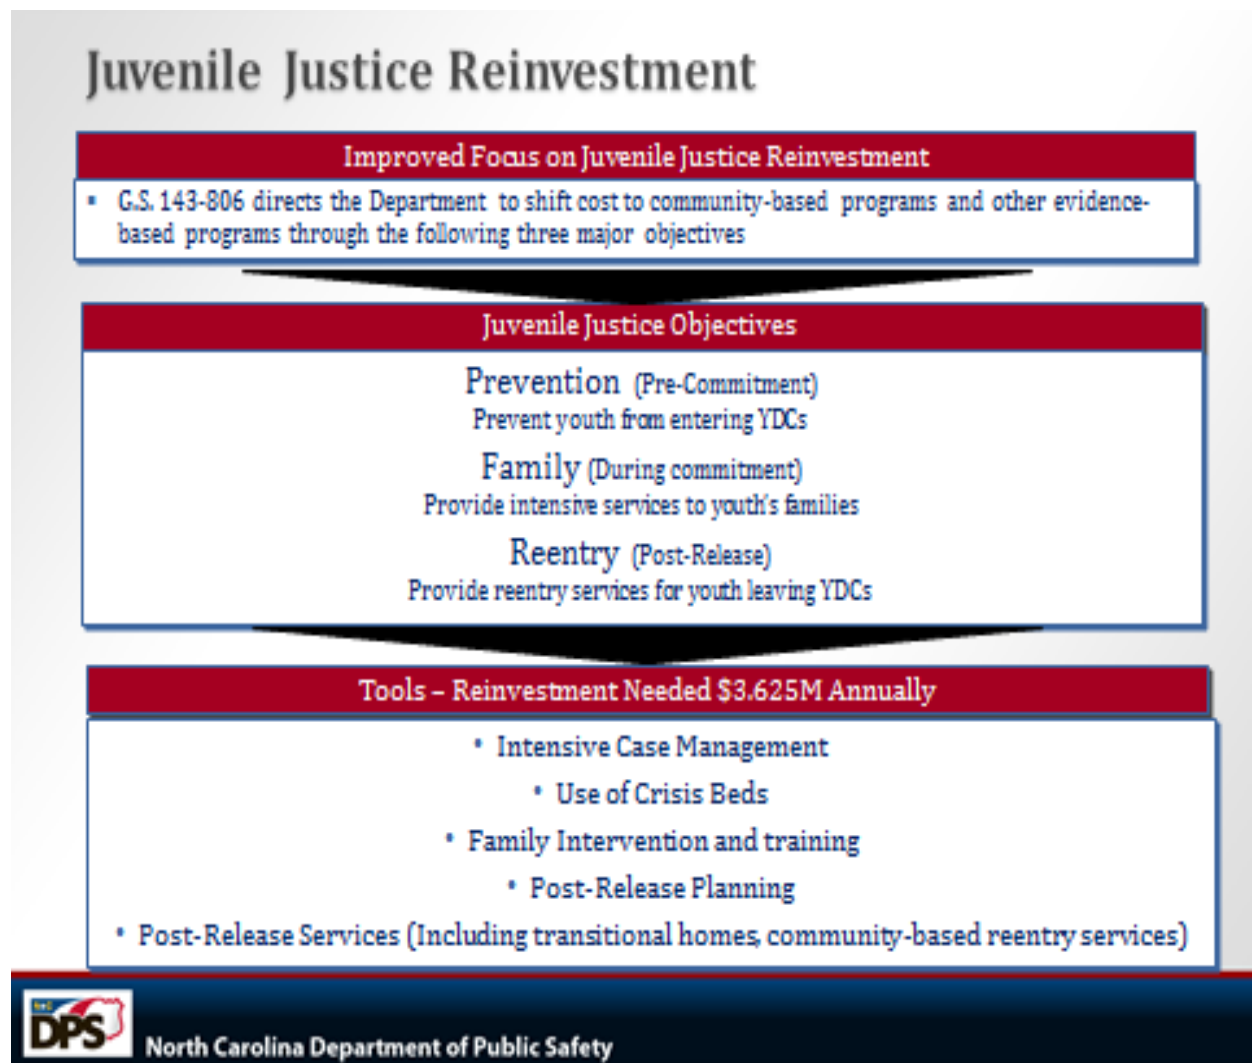 Juvenile Justice Reinvestment
Improved Focus on Juvenile Justice Reinvestment
▪ G.S. 143-806 directs the Department to shift cost to community-based programs and other evidence-
based programs through the following three major objectives
Juvenile Justice Objectives
Prevention (Pre-Commitment)
Prevent youth from entering YDCs
Family (During commitment)
Provide intensive services to youth's families
Reentry (Post-Release)
Provide reentry services for youth leaving YDCs
Tools – Reinvestment Needed $3.625M Annually
• Intensive Case Management
• Use of Crisis Beds
• Family Intervention and training
• Post-Release Planning
• Post-Release Services (Including transitional homes, community-based reentry services)
DPS
North Carolina Department of Public Safety